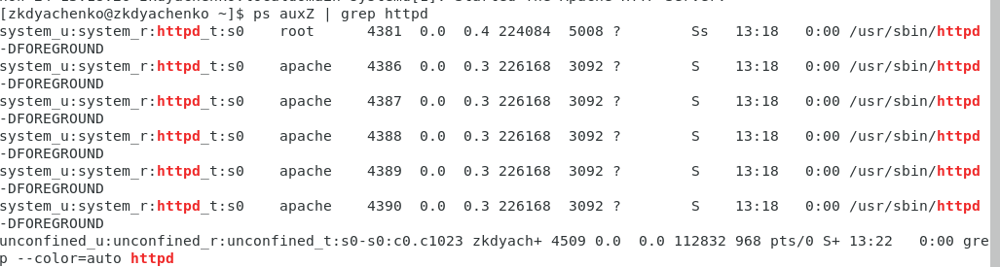 [zkdyachenko@zkdyachenko ~]$ ps auxZ | grep httpd
system_u:system_r:httpd_t:s0    root      4381  0.0  0.4 224084  5008 ?        Ss   13:18   0:00 /usr/sbin/httpd
-DFOREGROUND
system_u:system_r:httpd_t:s0    apache    4386  0.0  0.3 226168  3092 ?        S    13:18   0:00 /usr/sbin/httpd
-DFOREGROUND
system_u:system_r:httpd_t:s0    apache    4387  0.0  0.3 226168  3092 ?        S    13:18   0:00 /usr/sbin/httpd
-DFOREGROUND
system_u:system_r:httpd_t:s0    apache    4388  0.0  0.3 226168  3092 ?        S    13:18   0:00 /usr/sbin/httpd
-DFOREGROUND
system_u:system_r:httpd_t:s0    apache    4389  0.0  0.3 226168  3092 ?        S    13:18   0:00 /usr/sbin/httpd
-DFOREGROUND
system_u:system_r:httpd_t:s0    apache    4390  0.0  0.3 226168  3092 ?        S    13:18   0:00 /usr/sbin/httpd
-DFOREGROUND
unconfined_u:unconfined_r:unconfined_t:s0-s0:c0.c1023 zkdyach+ 4509 0.0  0.0 112832 968 pts/0 S+ 13:22   0:00 gre
p --color=auto httpd